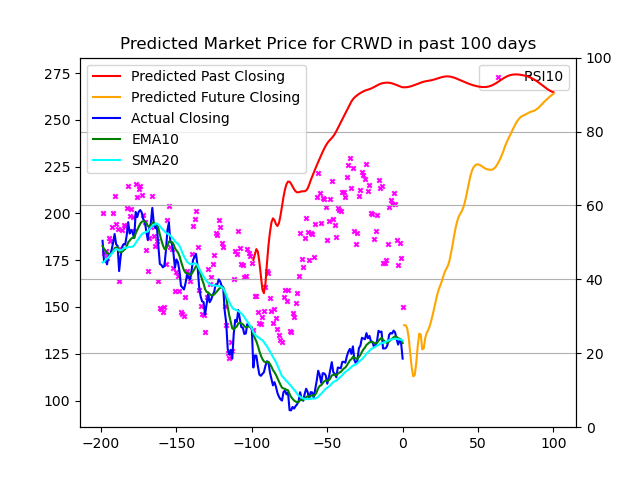 Predicted Market Price for CRWD in past 100 days
Predicted Past Closing
Predicted Future Closing
Actual Closing
EMA10
SMA20
RSI10
275
250
225
200
175
150
125
100
100
80
60
40
20
0
−200 −150 −100 −50 0 50 100